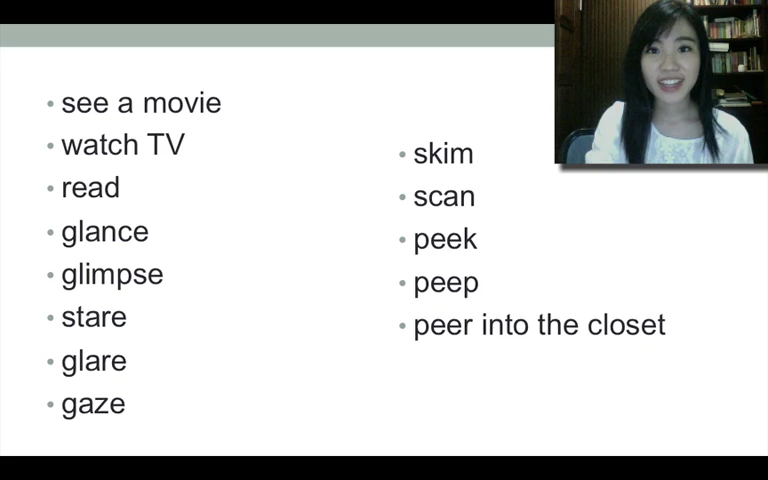 see a movie
watch TV
read
glance
glimpse
stare
glare
gaze
skim
scan
peek
peep
peer into the closet